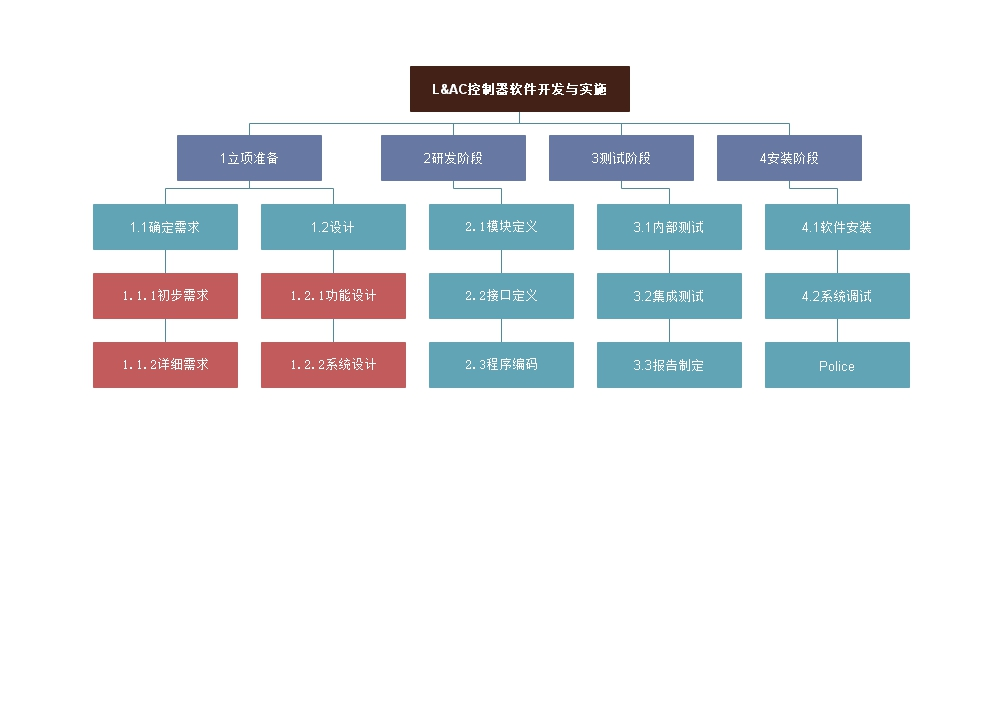 L&AC控制器软件开发与实施
1立项准备
2研发阶段
3测试阶段
4安装阶段
1.1确定需求
1.2设计
2.1模块定义
3.1内部测试
4.1软件安装
1.1.1初步需求
1.2.1功能设计
2.2接口定义
3.2集成测试
4.2系统调试
1.1.2详细需求
1.2.2系统设计
2.3程序编码
3.3报告制定
Police